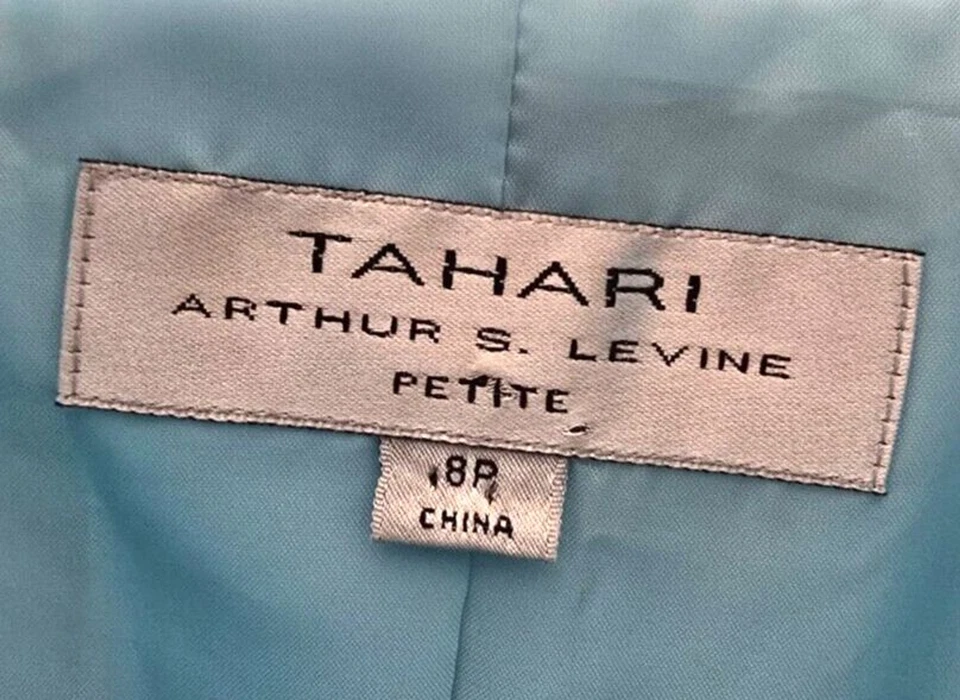 TAHARI
ARTHUR S. LEVINE
PETITE
8P
CHINA